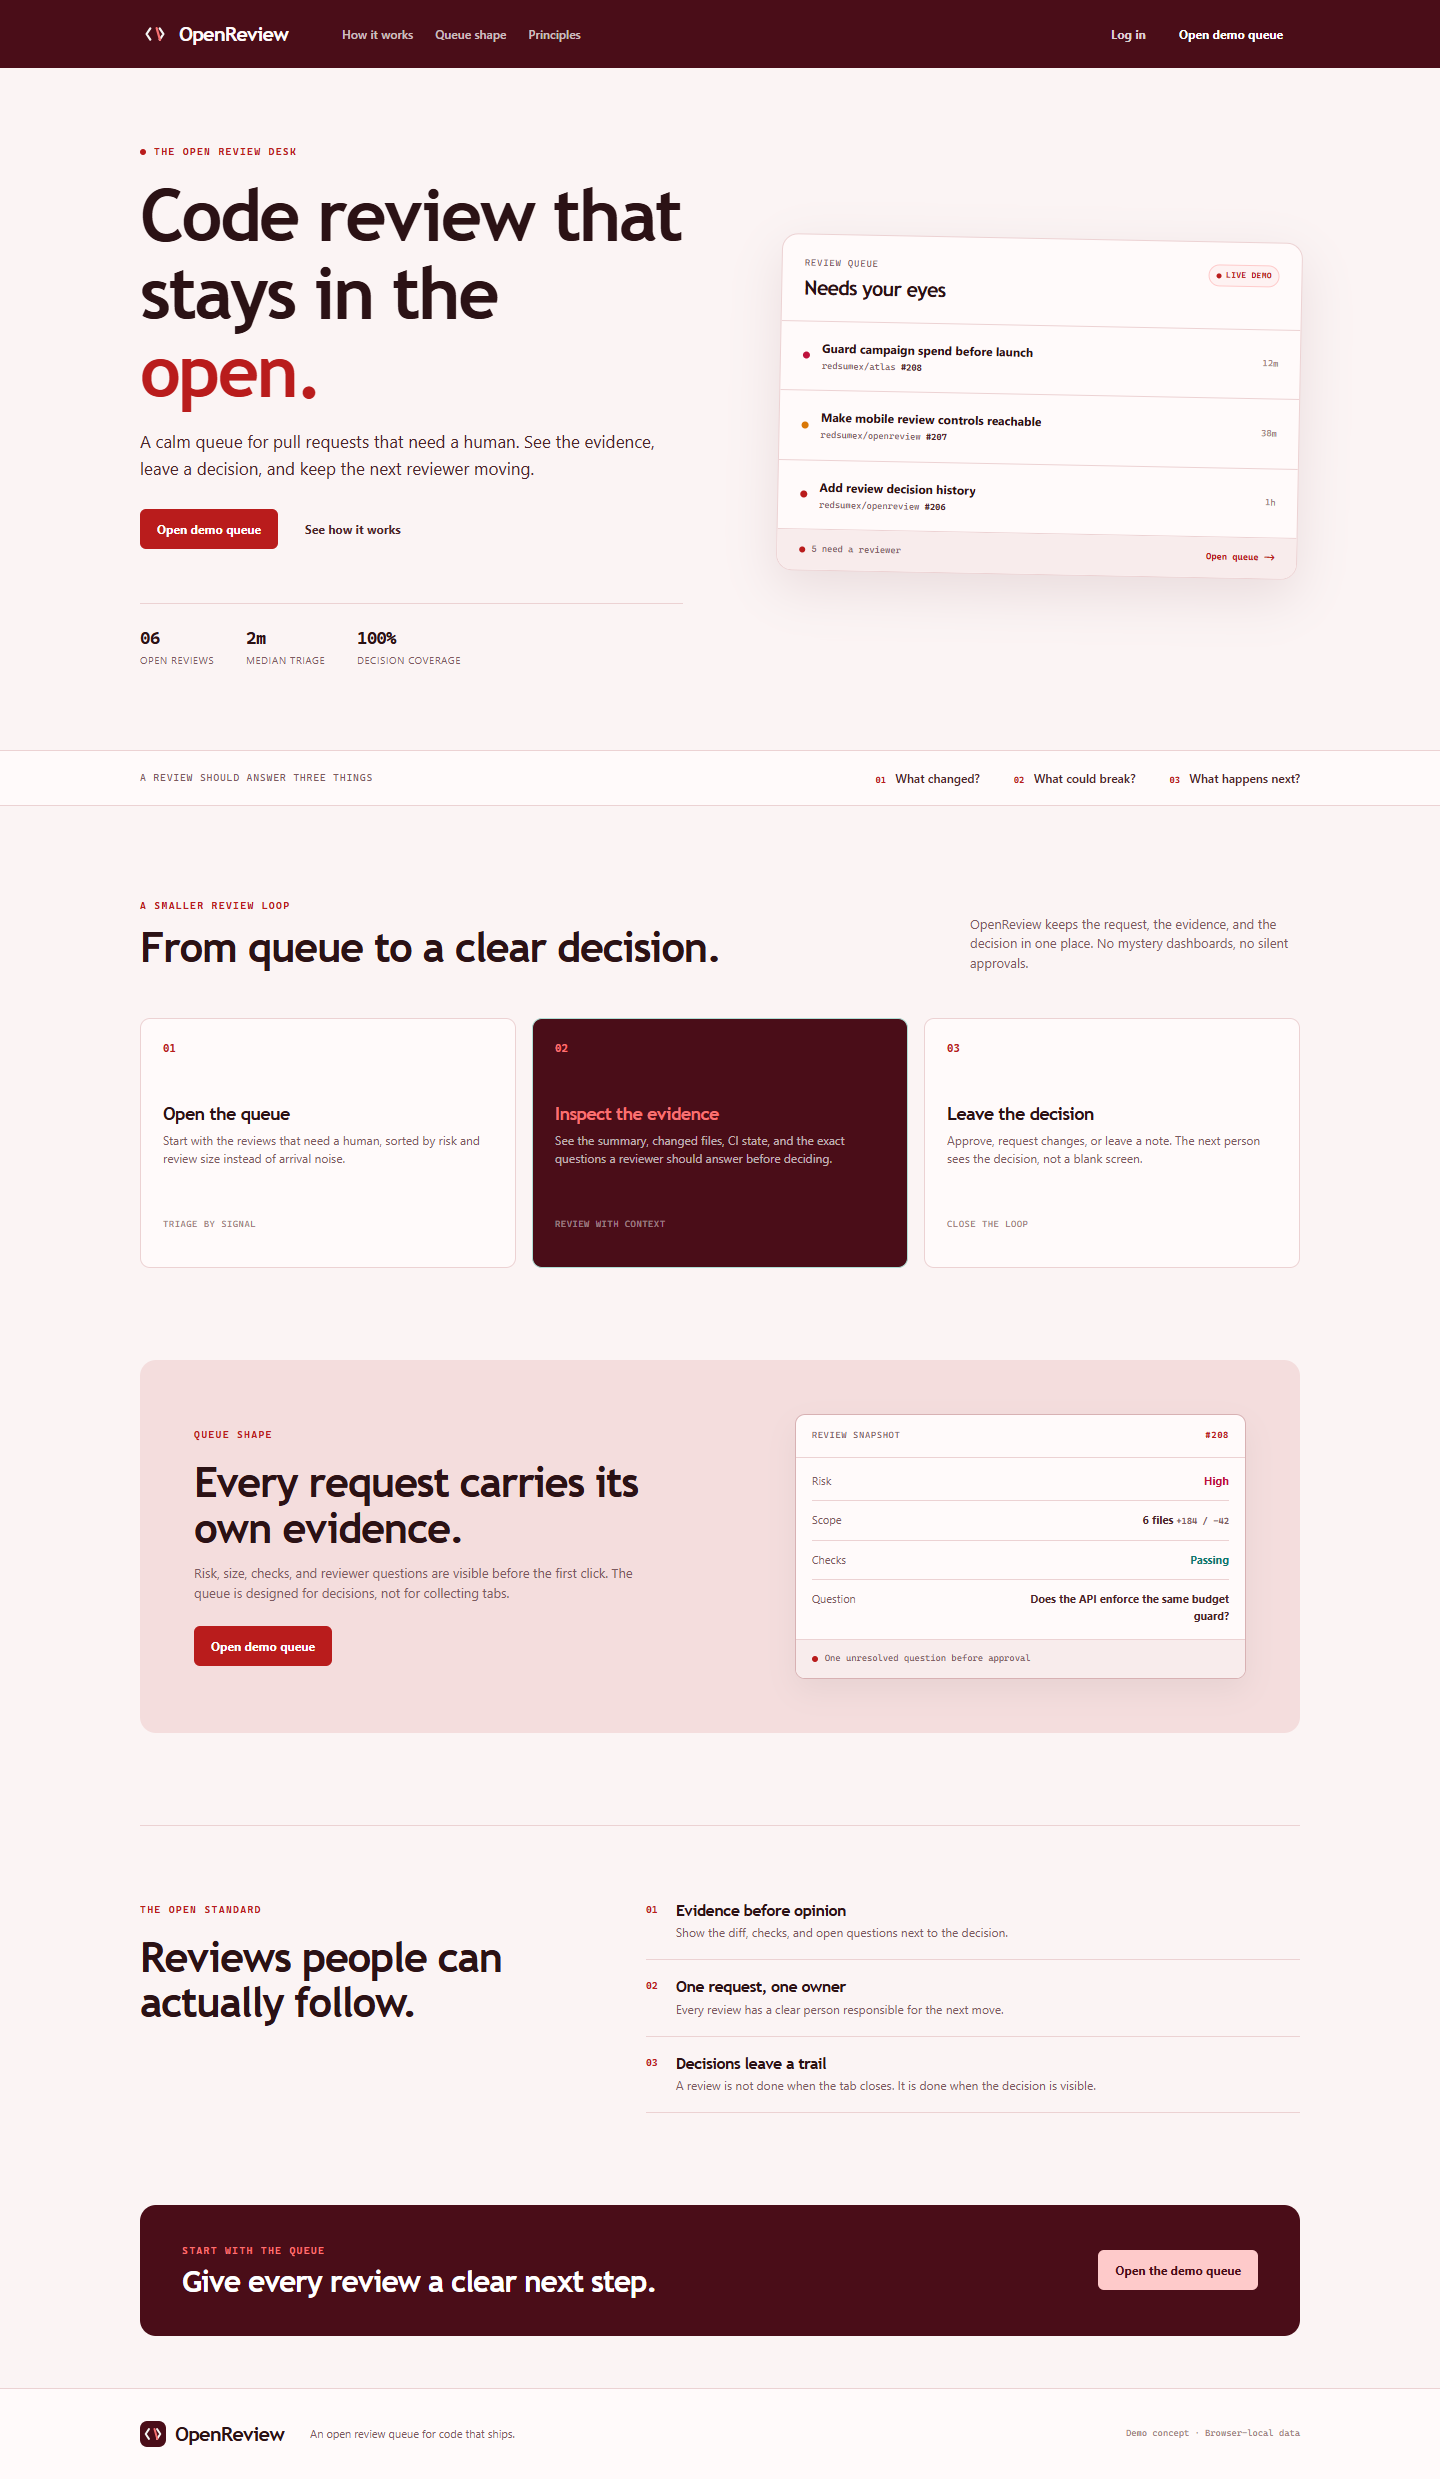 OpenReview
How it works
Queue shape
Principles
Log in
Open demo queue
THE OPEN REVIEW DESK
Code review that
stays in the
open.
A calm queue for pull requests that need a human. See the evidence,
leave a decision, and keep the next reviewer moving.
Open demo queue
See how it works
06
OPEN REVIEWS
2m
MEDIAN TRIAGE
100%
DECISION COVERAGE
REVIEW QUEUE
Needs your eyes
LIVE DEMO
Guard campaign spend before launch
redsumex/atlas #208
12m
Make mobile review controls reachable
redsumex/openreview #207
38m
Add review decision history
redsumex/openreview #206
1h
5 need a reviewer
Open queue →
A REVIEW SHOULD ANSWER THREE THINGS
01 What changed?
02 What could break?
03 What happens next?
A SMALLER REVIEW LOOP
From queue to a clear decision.
OpenReview keeps the request, the evidence, and the
decision in one place. No mystery dashboards, no silent
approvals.
01
Open the queue
Start with the reviews that need a human, sorted by risk and
review size instead of arrival noise.
TRIAGE BY SIGNAL
02
Inspect the evidence
See the summary, changed files, CI state, and the exact
questions a reviewer should answer before deciding.
REVIEW WITH CONTEXT
03
Leave the decision
Approve, request changes, or leave a note. The next person
sees the decision, not a blank screen.
CLOSE THE LOOP
QUEUE SHAPE
Every request carries its
own evidence.
Risk, size, checks, and reviewer questions are visible before the first click. The
queue is designed for decisions, not for collecting tabs.
Open demo queue
REVIEW SNAPSHOT
#208
Risk
High
Scope
6 files +184 / −42
Checks
Passing
Question
Does the API enforce the same budget
guard?
One unresolved question before approval
THE OPEN STANDARD
Reviews people can
actually follow.
01
Evidence before opinion
Show the diff, checks, and open questions next to the decision.
02
One request, one owner
Every review has a clear person responsible for the next move.
03
Decisions leave a trail
A review is not done when the tab closes. It is done when the decision is visible.
START WITH THE QUEUE
Give every review a clear next step.
Open the demo queue
OpenReview
An open review queue for code that ships.
Demo concept · Browser-local data